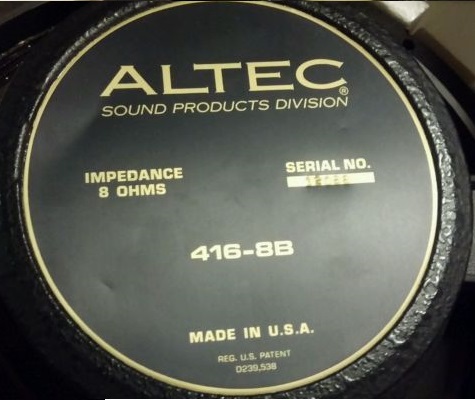 ALTEC®
SOUND PRODUCTS DIVISION
IMPEDANCE
8 OHMS
SERIAL NO.
416-8B
MADE IN U.S.A.
REG. U.S. PATENT
D239,538